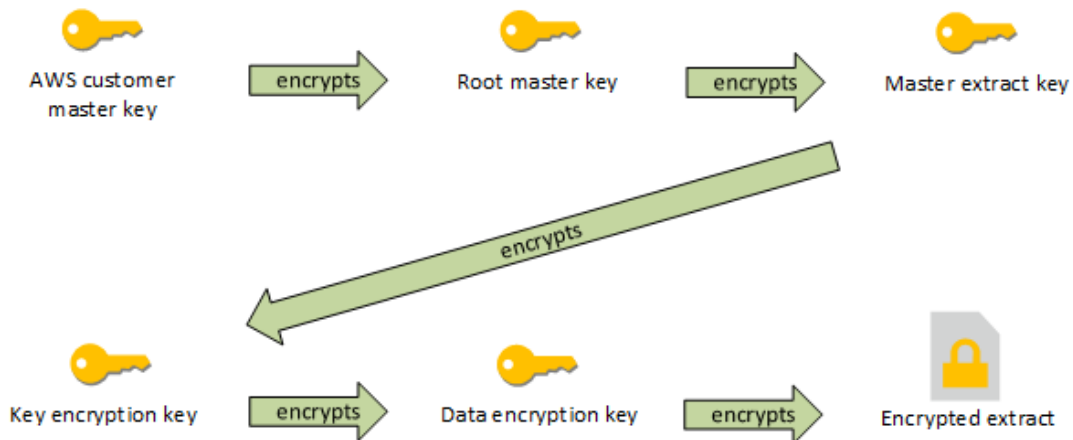 AWS customer
master key
encrypts
Root master key
encrypts
Master extract key
encrypts
Key encryption key
encrypts
Data encryption key
encrypts
Encrypted extract